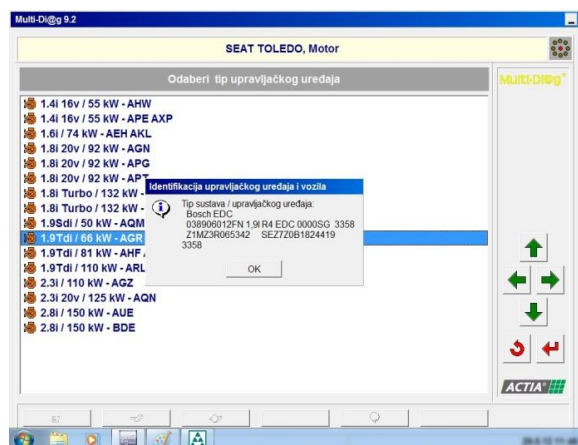 Multi-Di@g 9.2
SEAT TOLEDO, Motor
Odaberi tip upravljačkog uređaja
Multi-Di@g
1.4i 16v / 55 kW - AHW
1.4i 16v / 55 kW - APE AXP
1.6i / 74 kW - AEH AKL
1.8i 20v / 92 kW - AGN
1.8i 20v / 92 kW - APG
1.8i 20v / 92 kW - APT
1.8i Turbo / 132 kW -
1.8i Turbo / 132 kW -
1.9Sdi / 50 kW - AQM
1.9Tdi / 66 kW - AGR
1.9Tdi / 81 kW - AHF
1.9Tdi / 110 kW - ARL
2.3i / 110 kW - AGZ
2.3i 20v / 125 kW - AQN
2.8i / 150 kW - AUE
2.8i / 150 kW - BDE
Identifikacija upravljačkog uređaja i vozila
Tip sustava / upravljačkog uređaja:
Bosch EDC
038906012FN 1,9l R4 EDC 0000SG 3358
Z1MZ3R065342 SEZ7Z0B1824419
3358
OK
ACTIA